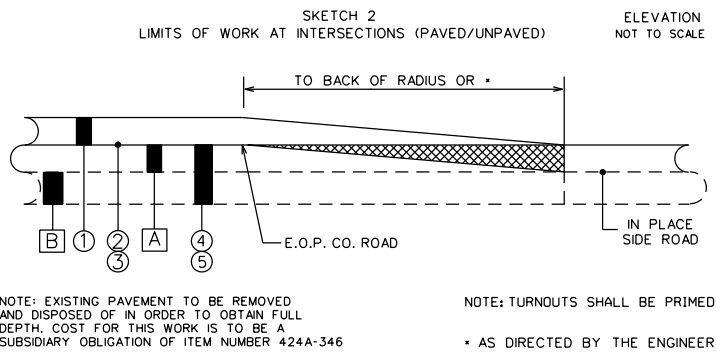 SKETCH 2
LIMITS OF WORK AT INTERSECTIONS (PAVED/UNPAVED)
ELEVATION
NOT TO SCALE
TO BACK OF RADIUS OR *
B
1
2
3
A
4
5
E.O.P. CO. ROAD
IN PLACE
SIDE ROAD
NOTE: EXISTING PAVEMENT TO BE REMOVED
AND DISPOSED OF IN ORDER TO OBTAIN FULL
DEPTH. COST FOR THIS WORK IS TO BE A
SUBSIDIARY OBLIGATION OF ITEM NUMBER 424A-346
NOTE: TURNOUTS SHALL BE PRIMED
* AS DIRECTED BY THE ENGINEER